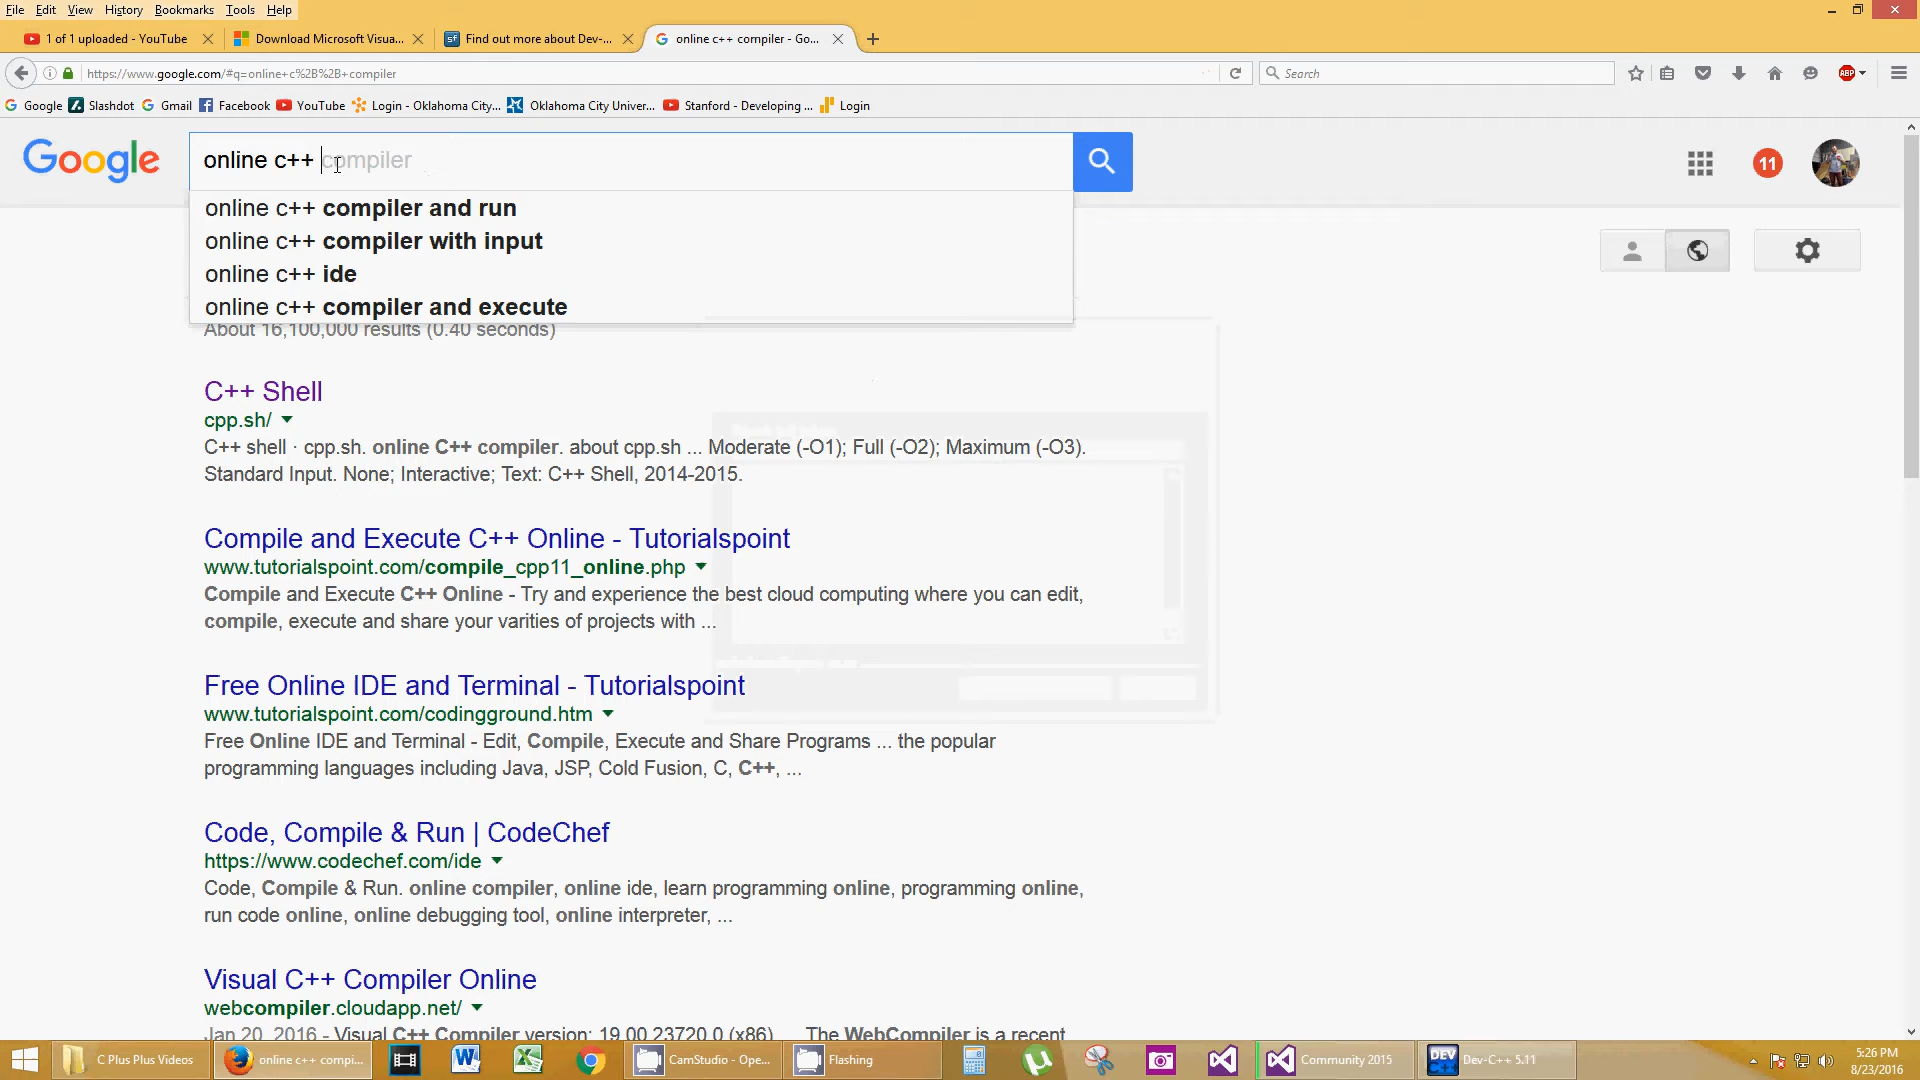 File Edit View History Bookmarks Tools Help
1 of 1 uploaded - YouTube
Download Microsoft Visua...
Find out more about Dev-...
online c++ compiler - Go...
https://www.google.com/#q=online+c%2B%2B+compiler
Search
ABP
Google Slashdot Gmail Facebook YouTube Login - Oklahoma City... Oklahoma City Univer... Stanford - Developing ... Login
Google
online c++ compiler
11
online c++ compiler and run
online c++ compiler with input
online c++ ide
online c++ compiler and execute
About 16,100,000 results (0.40 seconds)
C++ Shell
cpp.sh/
C++ shell · cpp.sh. online C++ compiler. about cpp.sh ... Moderate (-O1); Full (-O2); Maximum (-O3).
Standard Input. None; Interactive; Text: C++ Shell, 2014-2015.
Compile and Execute C++ Online - Tutorialspoint
www.tutorialspoint.com/compile_cpp11_online.php
Compile and Execute C++ Online - Try and experience the best cloud computing where you can edit,
compile, execute and share your varities of projects with ...
Free Online IDE and Terminal - Tutorialspoint
www.tutorialspoint.com/codingground.htm
Free Online IDE and Terminal - Edit, Compile, Execute and Share Programs ... the popular
programming languages including Java, JSP, Cold Fusion, C, C++, ...
Code, Compile & Run | CodeChef
https://www.codechef.com/ide
Code, Compile & Run. online compiler, online ide, learn programming online, programming online,
run code online, online debugging tool, online interpreter, ...
Visual C++ Compiler Online
webcompiler.cloudapp.net/
Jan 20, 2016 - Visual C++ Compiler version: 19.00.23720.0 (x86) ... The WebCompiler is a recent
C Plus Plus Videos
online c++ compi...
CamStudio - Ope...
Flashing
Community 2015
DEV C++
Dev-C++ 5.11
5:26 PM
8/23/2016